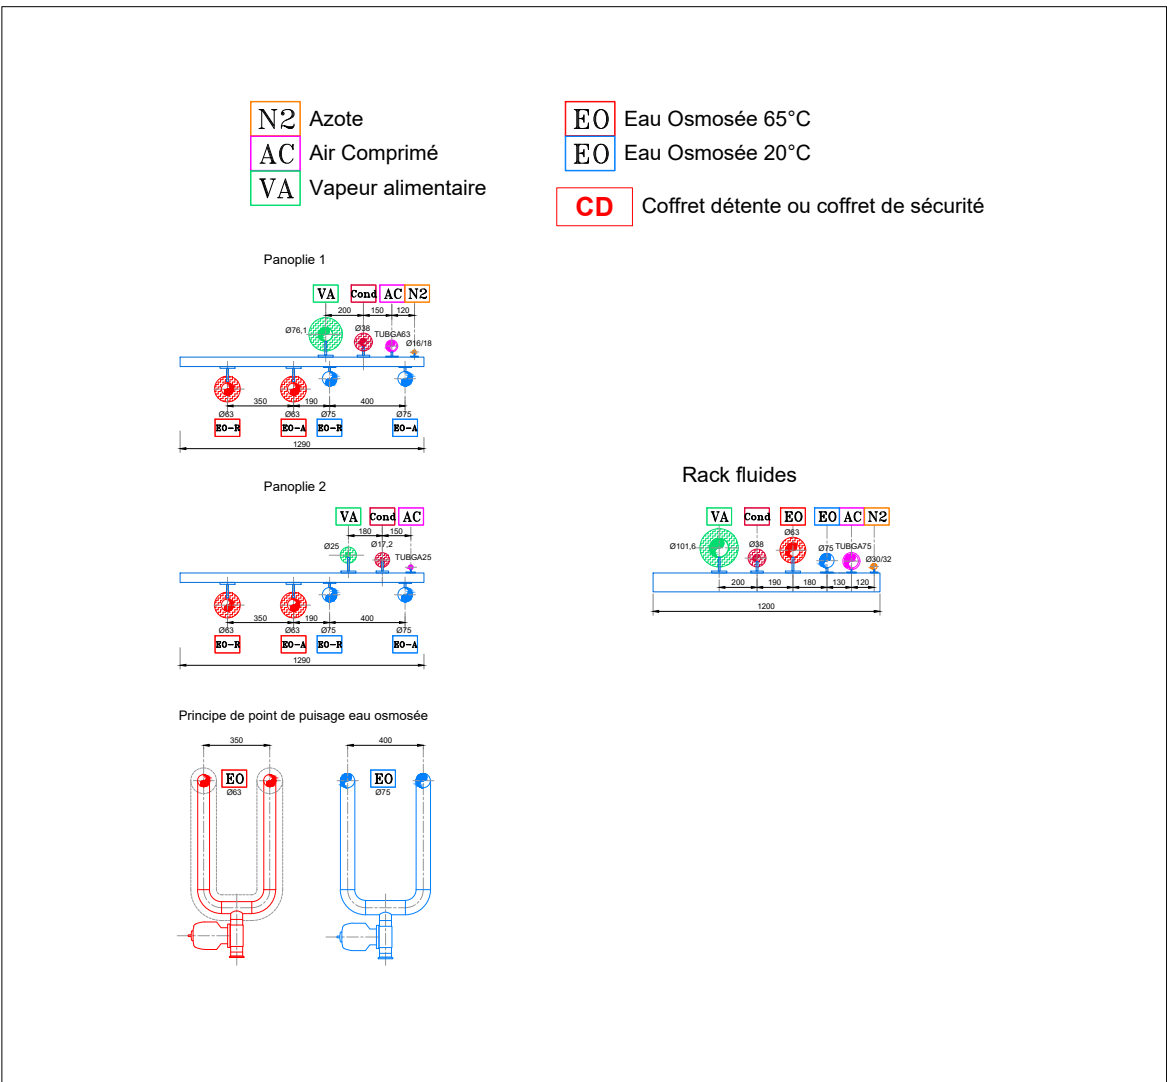 N2 Azote
AC Air Comprimé
VA Vapeur alimentaire
EO Eau Osmosée 65°C
EO Eau Osmosée 20°C
CD Coffret détente ou coffret de sécurité
Panoplie 1
VA Cond AC N2
200 150 120
Ø76,1 Ø38 TUBGA63 Ø16/18
350 190 400
Ø63 Ø63 Ø75 Ø75
EO-R EO-A EO-R EO-A
1290
Panoplie 2
VA Cond AC
180 150
Ø25 Ø17,2 TUBGA25
350 190 400
Ø63 Ø63 Ø75 Ø75
EO-R EO-A EO-R EO-A
1290
Rack fluides
VA Cond EO EO AC N2
Ø63
Ø101,6 Ø38 Ø75 TUBGA75 Ø30/32
200 190 180 130 120
1200
Principe de point de puisage eau osmosée
350 400
EO EO
Ø63 Ø75